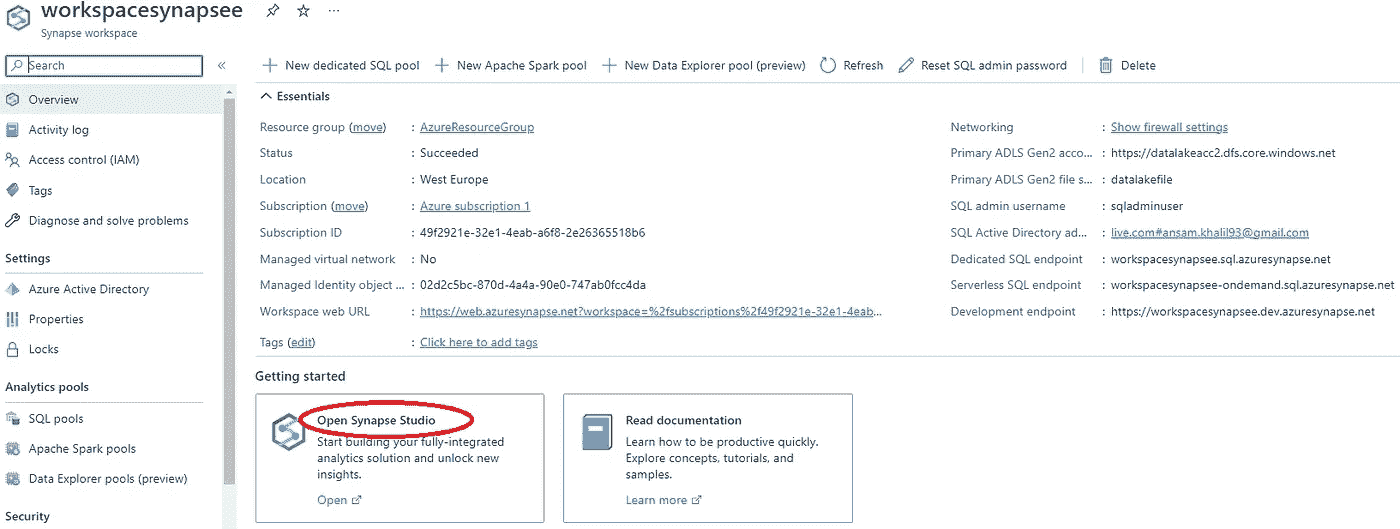 workspacesynapsee
Synapse workspace
Search
New dedicated SQL pool
New Apache Spark pool
New Data Explorer pool (preview)
Refresh
Reset SQL admin password
Delete
Overview
Activity log
Access control (IAM)
Tags
Diagnose and solve problems
Settings
Azure Active Directory
Properties
Locks
Analytics pools
SQL pools
Apache Spark pools
Data Explorer pools (preview)
Security
Essentials
Resource group (move) : AzureResourceGroup
Status : Succeeded
Location : West Europe
Subscription (move) : Azure subscription 1
Subscription ID : 49f2921e-32e1-4eab-a6f8-2e26365518b6
Managed virtual network : No
Managed Identity object ... : 02d2c5bc-870d-4a4a-90e0-747ab0fcc4da
Workspace web URL : https://web.azuresynapse.net?workspace=%2fsubscriptions%2f49f2921e-32e1-4eab...
Tags (edit) : Click here to add tags
Networking : Show firewall settings
Primary ADLS Gen2 acco... : https://datalakeacc2.dfs.core.windows.net
Primary ADLS Gen2 file s... : datalakefile
SQL admin username : sqladminuser
SQL Active Directory ad... : live.com#ansam.khalil93@gmail.com
Dedicated SQL endpoint : workspacesynapsee.sql.azuresynapse.net
Serverless SQL endpoint : workspacesynapsee-ondemand.sql.azuresynapse.net
Development endpoint : https://workspacesynapsee.dev.azuresynapse.net
Getting started
Open Synapse Studio
Start building your fully-integrated
analytics solution and unlock new
insights.
Open
Read documentation
Learn how to be productive quickly.
Explore concepts, tutorials, and
samples.
Learn more